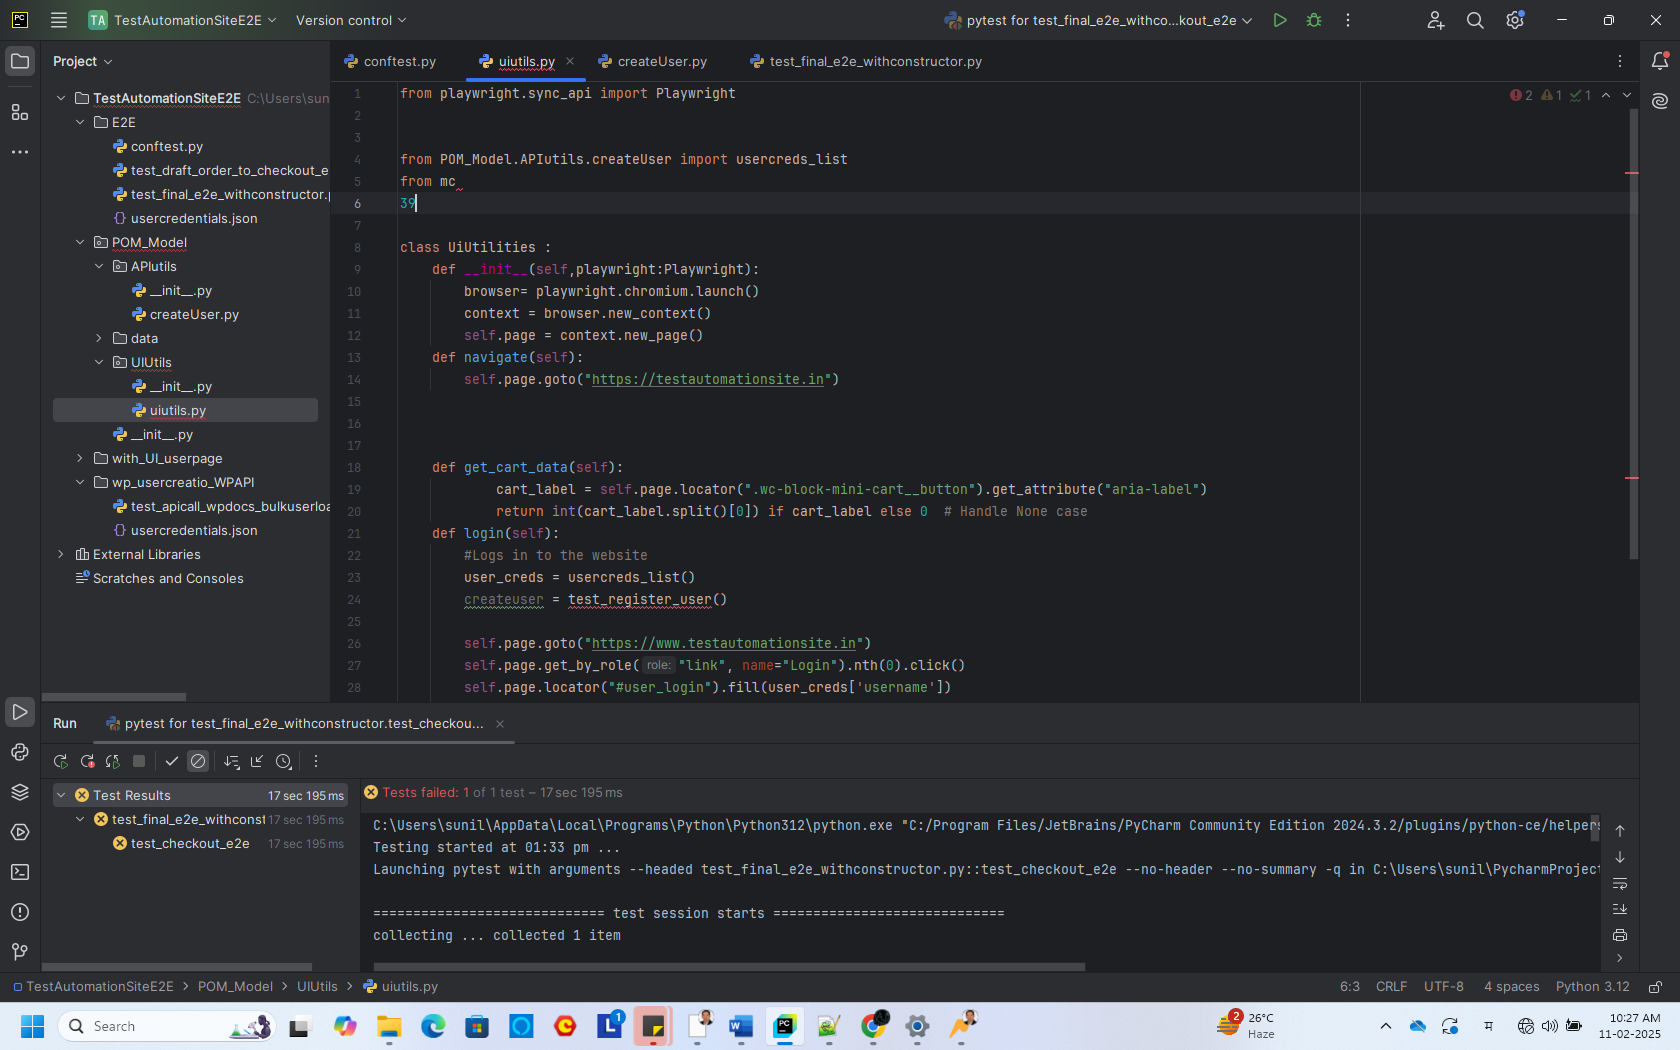 PC
TA TestAutomationSiteE2E
Version control
pytest for test_final_e2e_withco...kout_e2e
Project
conftest.py
uiutils.py
createUser.py
test_final_e2e_withconstructor.py
TestAutomationSiteE2E C:\Users\sun
E2E
conftest.py
test_draft_order_to_checkout_e
test_final_e2e_withconstructor.p
usercredentials.json
POM_Model
APIutils
__init__.py
createUser.py
data
UIUtils
__init__.py
uiutils.py
__init__.py
with_UI_userpage
wp_usercreatio_WPAPI
test_apicall_wpdocs_bulkuserloa
usercredentials.json
External Libraries
Scratches and Consoles
2 1 1
1 from playwright.sync_api import Playwright
2
3
4 from POM_Model.APIutils.createUser import usercreds_list
5 from mc
6 39
7
8 class UiUtilities :
9 def __init__(self,playwright:Playwright):
10 browser= playwright.chromium.launch()
11 context = browser.new_context()
12 self.page = context.new_page()
13 def navigate(self):
14 self.page.goto("https://testautomationsite.in")
15
16
17
18 def get_cart_data(self):
19 cart_label = self.page.locator(".wc-block-mini-cart__button").get_attribute("aria-label")
20 return int(cart_label.split()[0]) if cart_label else 0 # Handle None case
21 def login(self):
22 #Logs in to the website
23 user_creds = usercreds_list()
24 createuser = test_register_user()
25
26 self.page.goto("https://www.testautomationsite.in")
27 self.page.get_by_role( role: "link", name="Login").nth(0).click()
28 self.page.locator("#user_login").fill(user_creds['username'])
Run
pytest for test_final_e2e_withconstructor.test_checkou...
Test Results 17 sec 195 ms
test_final_e2e_withconst 17 sec 195 ms
test_checkout_e2e 17 sec 195 ms
Tests failed: 1 of 1 test – 17 sec 195 ms
C:\Users\sunil\AppData\Local\Programs\Python\Python312\python.exe "C:/Program Files/JetBrains/PyCharm Community Edition 2024.3.2/plugins/python-ce/helpers
Testing started at 01:33 pm ...
Launching pytest with arguments --headed test_final_e2e_withconstructor.py::test_checkout_e2e --no-header --no-summary -q in C:\Users\sunil\PycharmProject
============================= test session starts =============================
collecting ... collected 1 item
TestAutomationSiteE2E > POM_Model > UIUtils > uiutils.py
6:3 CRLF UTF-8 4 spaces Python 3.12
Search
L 1
PC
2
26°C
Haze
10:27 AM
11-02-2025